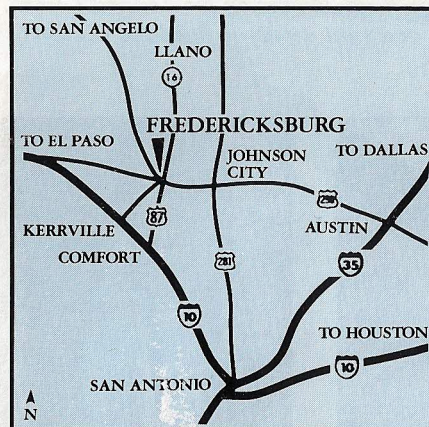 TO SAN ANGELO
LLANO
16
FREDERICKSBURG
TO EL PASO
JOHNSON
CITY
TO DALLAS
290
87
KERRVILLE
AUSTIN
COMFORT
281
35
10
TO HOUSTON
10
SAN ANTONIO
N